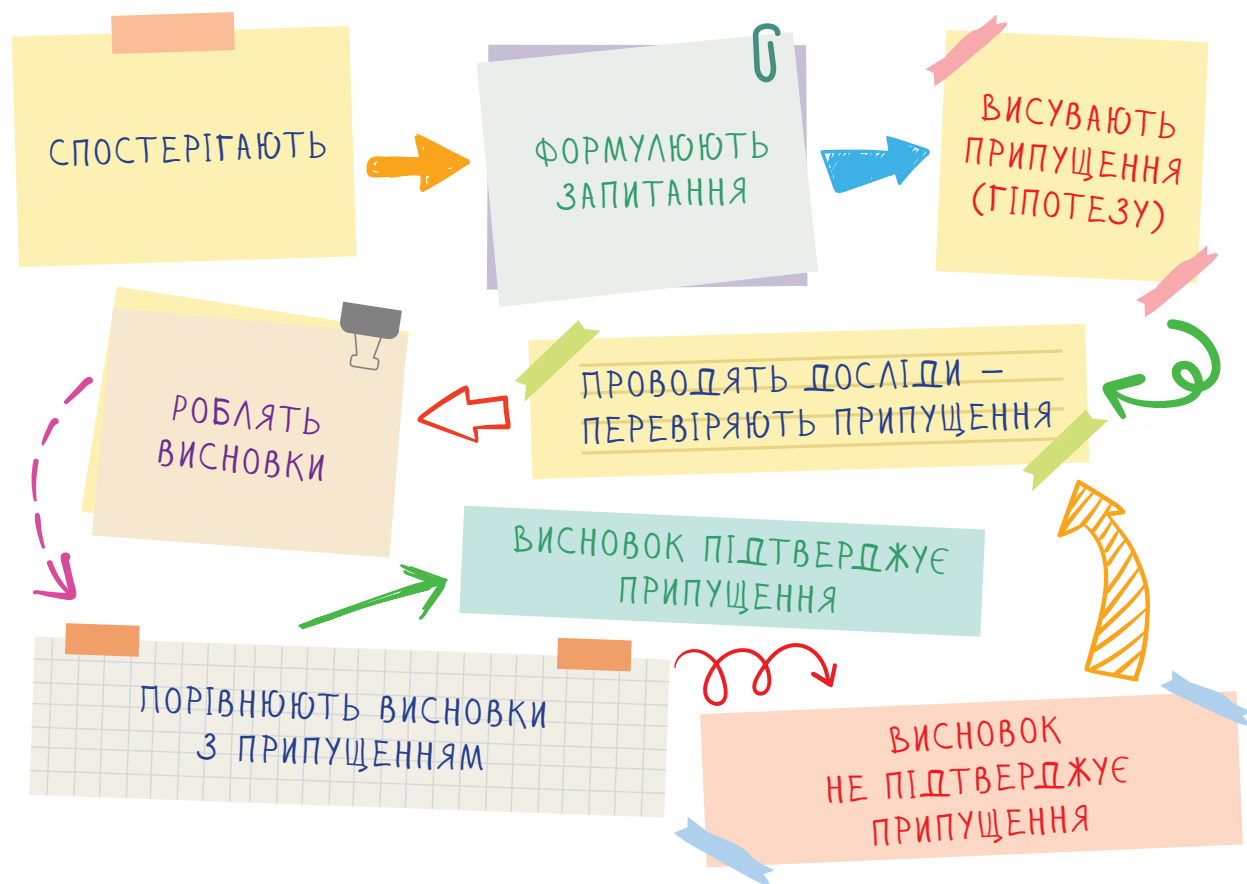 СПОСТЕРІГАЮТЬ
ФОРМУЛЮЮТЬ
ЗАПИТАННЯ
ВИСУВАЮТЬ
ПРИПУЩЕННЯ
(ГІПОТЕЗУ)
ПРОВОДЯТЬ ДОСЛІДИ –
ПЕРЕВІРЯЮТЬ ПРИПУЩЕННЯ
РОБЛЯТЬ
ВИСНОВКИ
ПОРІВНЮЮТЬ ВИСНОВКИ
З ПРИПУЩЕННЯМ
ВИСНОВОК ПІДТВЕРДЖУЄ
ПРИПУЩЕННЯ
ВИСНОВОК
НЕ ПІДТВЕРДЖУЄ
ПРИПУЩЕННЯ